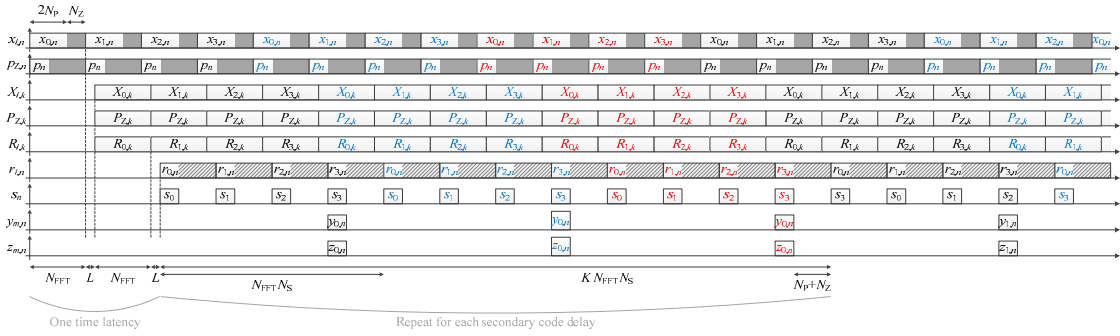 2N_P N_Z
x_{i,n} x_{0,n} x_{1,n} x_{2,n} x_{3,n} x_{0,n} x_{1,n} x_{2,n} x_{3,n} x_{0,n} x_{1,n} x_{2,n} x_{3,n} x_{0,n} x_{1,n} x_{2,n} x_{3,n} x_{0,n} x_{1,n} x_{2,n} x_{0,n}
p_{Z,n} p_n p_n p_n p_n p_n p_n p_n p_n p_n p_n p_n p_n p_n p_n p_n p_n p_n p_n p_n p_n
X_{i,k} X_{0,k} X_{1,k} X_{2,k} X_{3,k} X_{0,k} X_{1,k} X_{2,k} X_{3,k} X_{0,k} X_{1,k} X_{2,k} X_{3,k} X_{0,k} X_{1,k} X_{2,k} X_{3,k} X_{0,k} X_{1,k}
P_{Z,k} P_{Z,k} P_{Z,k} P_{Z,k} P_{Z,k} P_{Z,k} P_{Z,k} P_{Z,k} P_{Z,k} P_{Z,k} P_{Z,k} P_{Z,k} P_{Z,k} P_{Z,k} P_{Z,k} P_{Z,k} P_{Z,k} P_{Z,k} P_{Z,k}
R_{i,k} R_{0,k} R_{1,k} R_{2,k} R_{3,k} R_{0,k} R_{1,k} R_{2,k} R_{3,k} R_{0,k} R_{1,k} R_{2,k} R_{3,k} R_{0,k} R_{1,k} R_{2,k} R_{3,k} R_{0,k} R_{1,k}
r_{i,n} r_{0,n} r_{1,n} r_{2,n} r_{3,n} r_{0,n} r_{1,n} r_{2,n} r_{3,n} r_{0,n} r_{1,n} r_{2,n} r_{3,n} r_{0,n} r_{1,n} r_{2,n} r_{3,n} r_{0,n}
s_n s_0 s_1 s_2 s_3 s_0 s_1 s_2 s_3 s_0 s_1 s_2 s_3 s_3 s_0 s_1 s_2 s_3
y_{m,n} y_{0,n} y_{0,n} y_{0,n} y_{1,n}
z_{m,n} z_{0,n} z_{0,n} z_{0,n} z_{1,n}
N_FFT L N_FFT L N_FFT N_S K N_FFT N_S N_P+N_Z
One time latency Repeat for each secondary code delay